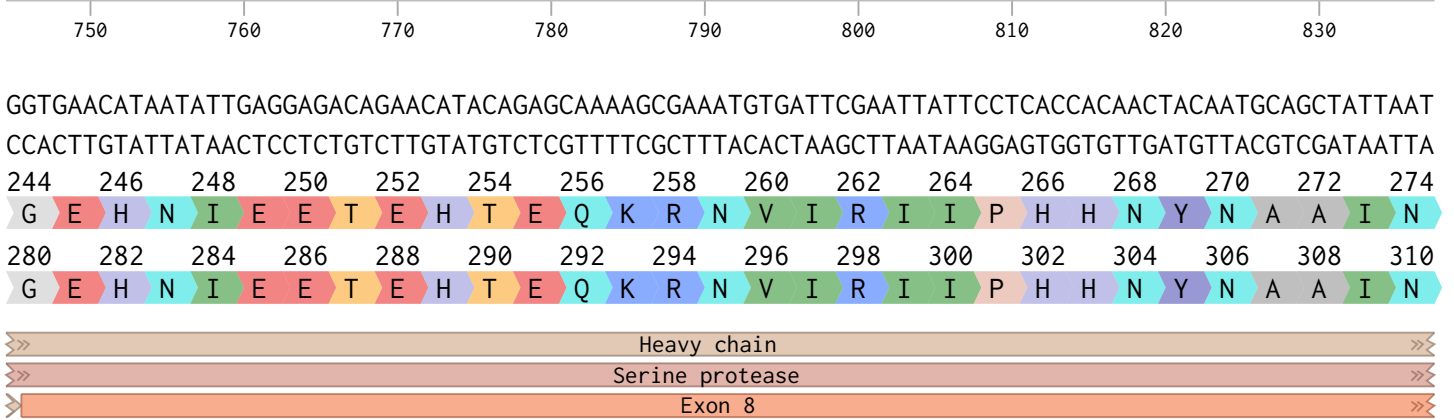 750 760 770 780 790 800 810 820 830
GGTGAACATAATATTGAGGAGACAGAACATACAGAGCAAAAGCGAAATGTGATTCGAATTATTCCTCACCACAACTACAATGCAGCTATTAAT
CCACTTGTATTATAACTCCTCTGTCTTGTATGTCTCGTTTTCGCTTTACACTAAGCTTAATAAGGAGTGGTGTTGATGTTACGTCGATAATTA
244 246 248 250 252 254 256 258 260 262 264 266 268 270 272 274
G E H N I E E T E H T E Q K R N V I R I I P H H N Y N A A I N
280 282 284 286 288 290 292 294 296 298 300 302 304 306 308 310
G E H N I E E T E H T E Q K R N V I R I I P H H N Y N A A I N
Heavy chain
Serine protease
Exon 8